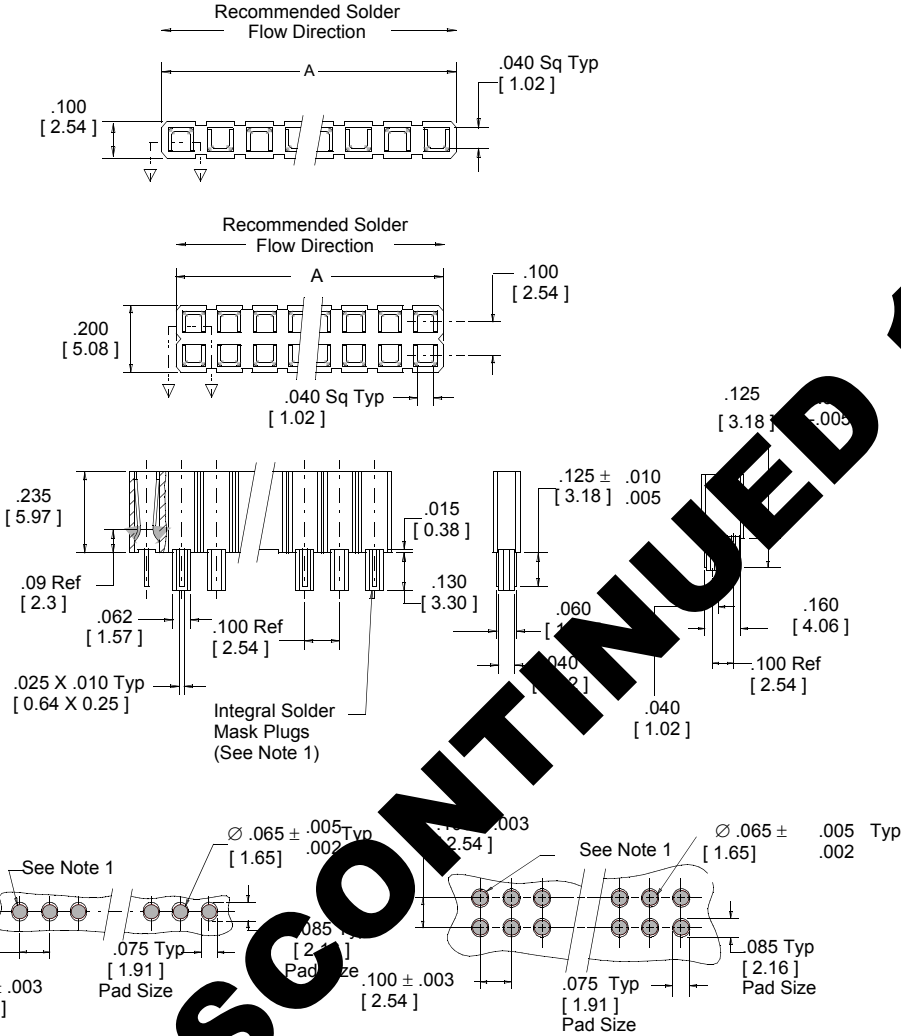 Recommended Solder
Flow Direction
A
.040 Sq Typ
[ 1.02 ]
.100
[ 2.54 ]
Recommended Solder
Flow Direction
A
.100
[ 2.54 ]
.200
[ 5.08 ]
.040 Sq Typ
[ 1.02 ]
.125
[ 3.18 ]
.005
.235
[ 5.97 ]
.015
[ 0.38 ]
.125 ± .010
[ 3.18 ] .005
.09 Ref
[ 2.3 ]
.130
[ 3.30 ]
.062
[ 1.57 ]
.100 Ref
[ 2.54 ]
.060
.040
.160
[ 4.06 ]
.100 Ref
[ 2.54 ]
.025 X .010 Typ
[ 0.64 X 0.25 ]
.040
[ 1.02 ]
Integral Solder
Mask Plugs
(See Note 1)
SCONTINUED
∅ .065 ± .005 Typ
[ 1.65] .002
.003
2.54 ]
See Note 1
∅ .065 ± .005 Typ
[ 1.65] .002
See Note 1
.075 Typ
[ 1.91 ]
Pad Size
.085
Pad
.003
.100 ± .003
[ 2.54 ]
.075 Typ
[ 1.91 ]
Pad Size
.085 Typ
[ 2.16 ]
Pad Size